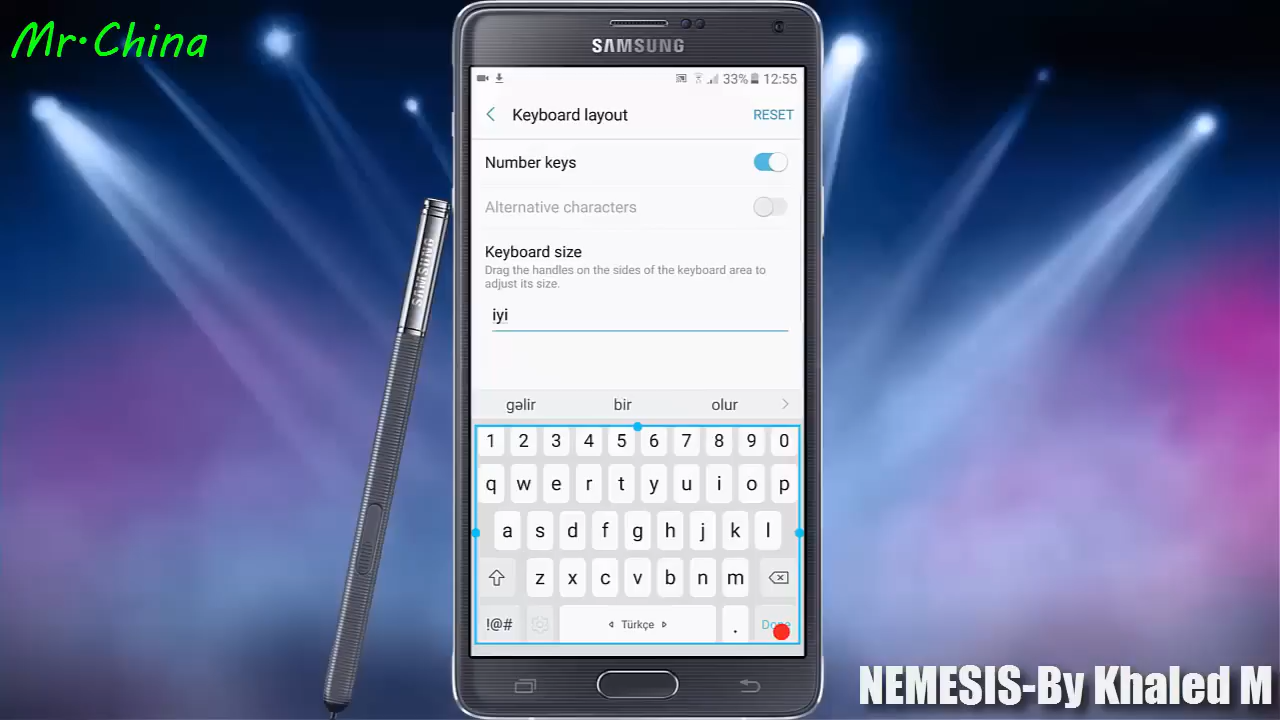 Mr.China
SAMSUNG
33% 12:55
Keyboard layout RESET
Number keys
Alternative characters
Keyboard size
Drag the handles on the sides of the keyboard area to
adjust its size.
iyi
gəlir bir olur
1 2 3 4 5 6 7 8 9 0
q w e r t y u i o p
a s d f g h j k l
z x c v b n m
!@# Türkçe . Done
SAMSUNG
NEMESIS-By Khaled M